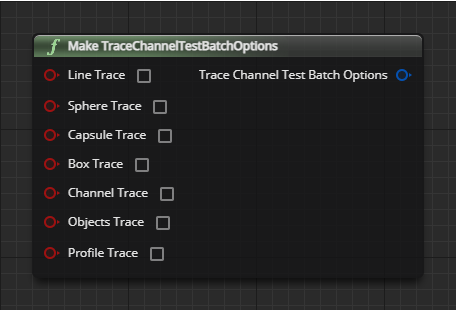 f Make TraceChannelTestBatchOptions
Line Trace Trace Channel Test Batch Options
Sphere Trace
Capsule Trace
Box Trace
Channel Trace
Objects Trace
Profile Trace